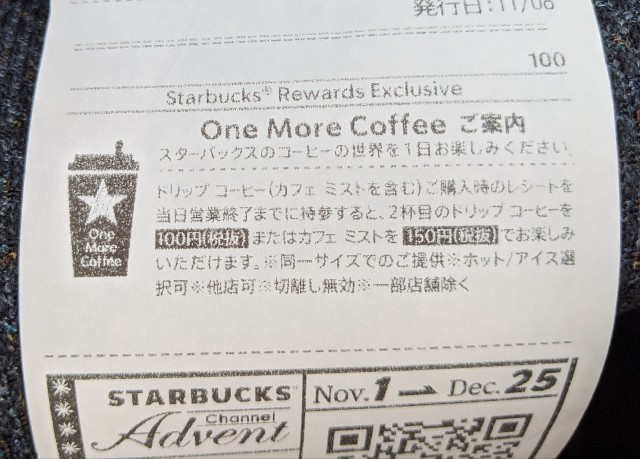 発行日:11/08
100
Starbucks® Rewards Exclusive
One More Coffee ご案内
スターバックスのコーヒーの世界を1日お楽しみください。
One
More
Coffee
ドリップ コーヒー(カフェ ミストを含む)ご購入時のレシートを
当日営業終了までに持参すると、2杯目のドリップ コーヒーを
100円(税抜)またはカフェ ミストを150円(税抜)でお楽しみ
いただけます。※同一サイズでのご提供※ホット/アイス選
択可※他店可※切離し無効※一部店舗除く
STARBUCKS™
Channel
Advent
Nov.1 → Dec.25